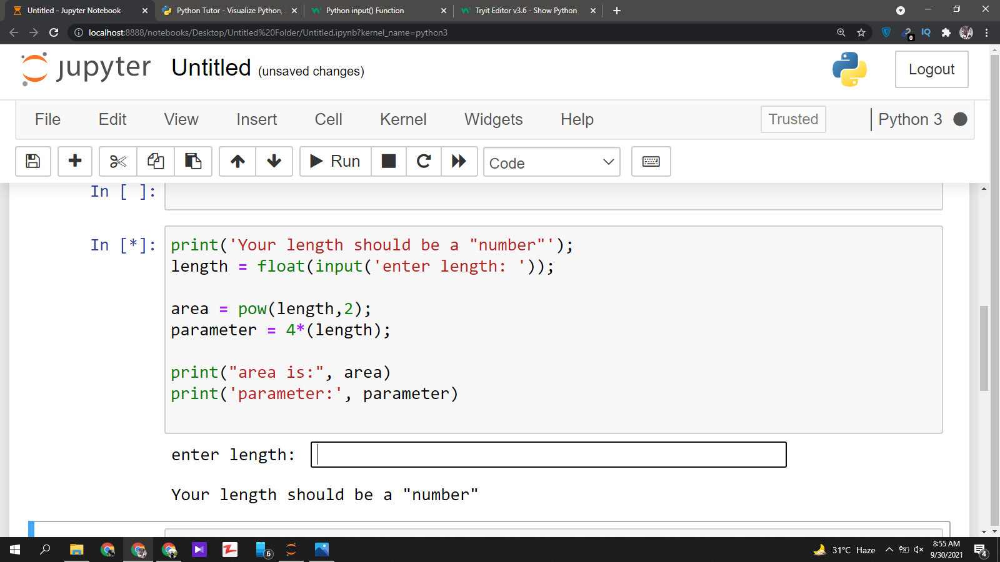 Untitled - Jupyter Notebook
Python Tutor - Visualize Python,
Python input() Function
Tryit Editor v3.6 - Show Python
localhost:8888/notebooks/Desktop/Untitled%20Folder/Untitled.ipynb?kernel_name=python3
0
IQ
jupyter Untitled (unsaved changes)
Logout
File Edit View Insert Cell Kernel Widgets Help Trusted Python 3
Run Code
In [ ]:
In [*]:
print('Your length should be a "number"');
length = float(input('enter length: '));
area = pow(length,2);
parameter = 4*(length);
print("area is:", area)
print('parameter:', parameter)
enter length:
Your length should be a "number"
6
31°C Haze
8:55 AM
9/30/2021
4